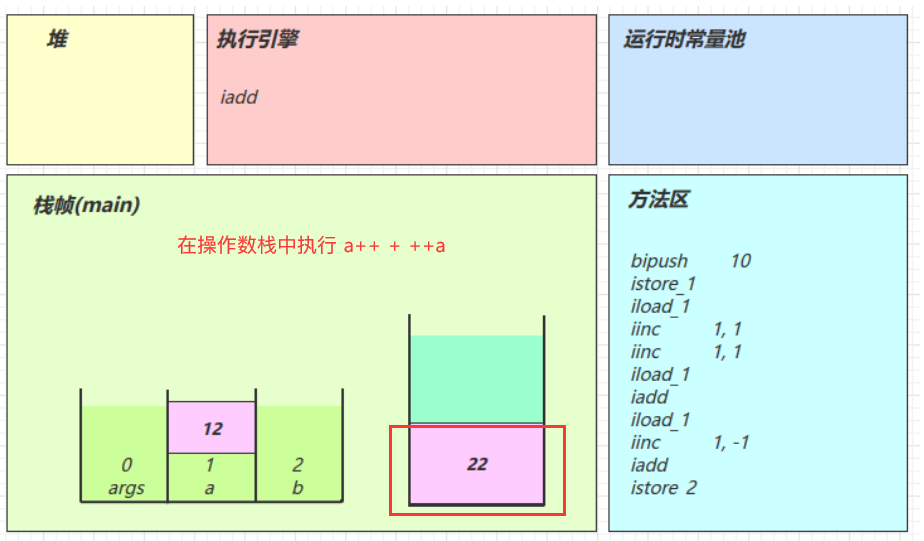 堆
执行引擎
iadd
运行时常量池
栈帧(main)
在操作数栈中执行 a++ + ++a
12
0 1 2
args a b
22
方法区
bipush 10
istore_1
iload_1
iinc 1, 1
iinc 1, 1
iload_1
iadd
iload_1
iinc 1, -1
iadd
istore 2